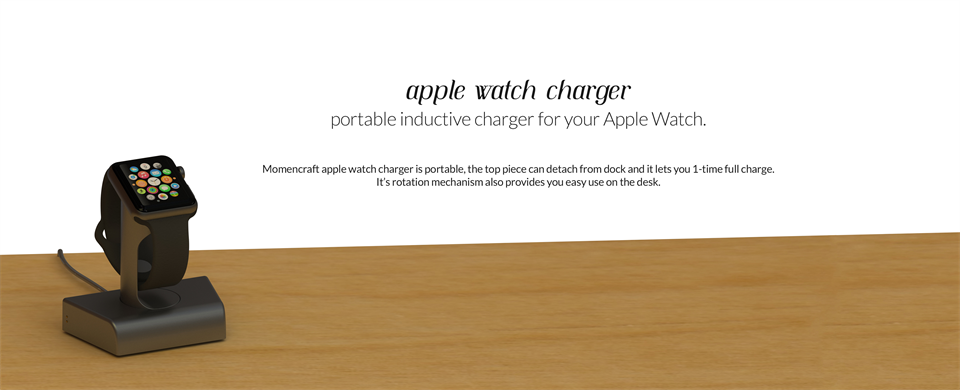 apple watch charger
portable inductive charger for your Apple Watch.
Momencraft apple watch charger is portable, the top piece can detach from dock and it lets you 1-time full charge.
It's rotation mechanism also provides you easy use on the desk.